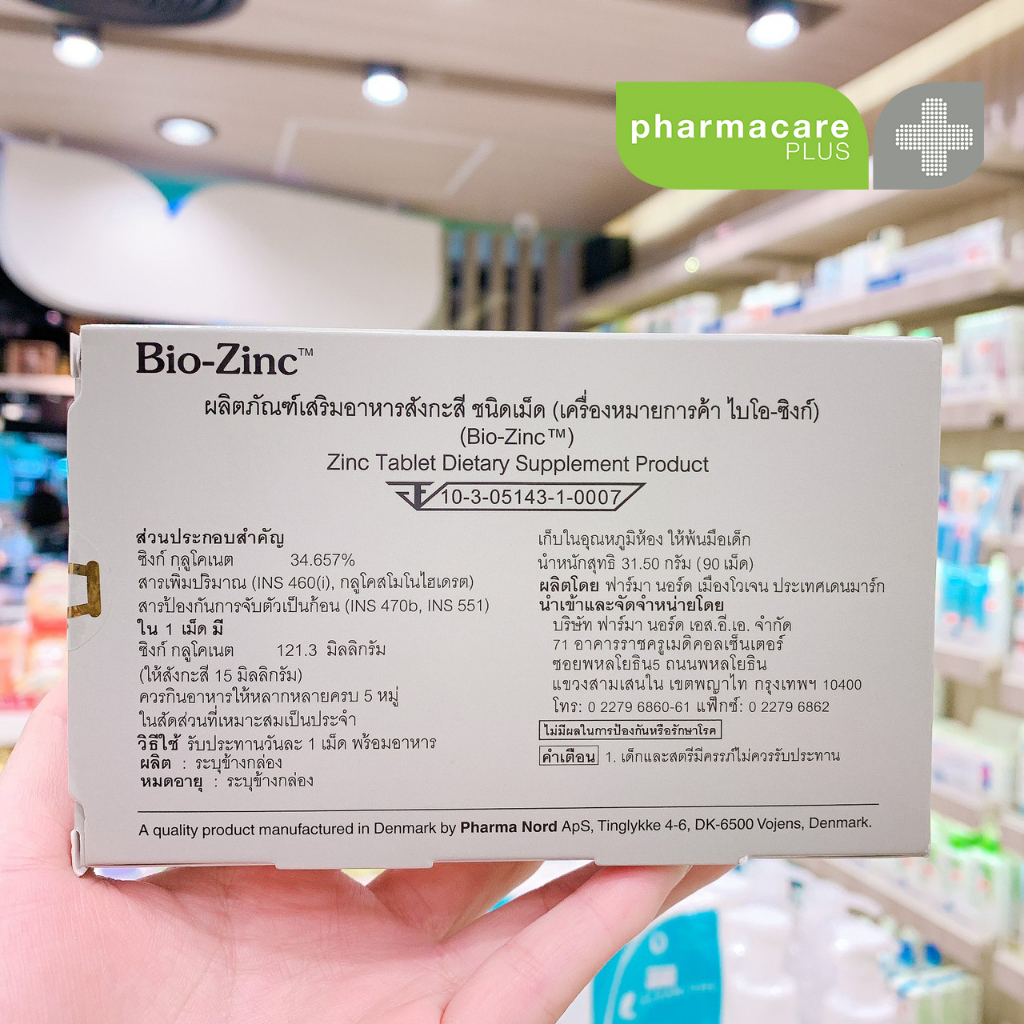 pharmacare
PLUS
Bio-Zinc™
ผลิตภัณฑ์เสริมอาหารสังกะสี ชนิดเม็ด (เครื่องหมายการค้า ไบโอ-ซิงก์)
(Bio-Zinc™)
Zinc Tablet Dietary Supplement Product
10-3-05143-1-0007
ส่วนประกอบสำคัญ
ซิงก์ กลูโคเนต 34.657%
สารเพิ่มปริมาณ (INS 460(i), กลูโคสโมโนไฮเดรต)
สารป้องกันการจับตัวเป็นก้อน (INS 470b, INS 551)
ใน 1 เม็ด มี
ซิงก์ กลูโคเนต 121.3 มิลลิกรัม
(ให้สังกะสี 15 มิลลิกรัม)
ควรกินอาหารให้หลากหลายครบ 5 หมู่
ในสัดส่วนที่เหมาะสมเป็นประจำ
วิธีใช้ รับประทานวันละ 1 เม็ด พร้อมอาหาร
ผลิต : ระบุข้างกล่อง
หมดอายุ : ระบุข้างกล่อง
เก็บในอุณหภูมิห้อง ให้พ้นมือเด็ก
น้ำหนักสุทธิ 31.50 กรัม (90 เม็ด)
ผลิตโดย ฟาร์มา นอร์ด เมืองโวเจน ประเทศเดนมาร์ก
นำเข้าและจัดจำหน่ายโดย
บริษัท ฟาร์มา นอร์ด เอส.อี.เอ. จำกัด
71 อาคารราชครูเมดิคอลเซ็นเตอร์
ซอยพหลโยธิน5 ถนนพหลโยธิน
แขวงสามเสนใน เขตพญาไท กรุงเทพฯ 10400
โทร: 0 2279 6860-61 แฟ็กซ์: 0 2279 6862
ไม่มีผลในการป้องกันหรือรักษาโรค
คำเตือน 1. เด็กและสตรีมีครรภ์ไม่ควรรับประทาน
A quality product manufactured in Denmark by Pharma Nord ApS, Tinglykke 4-6, DK-6500 Vojens, Denmark.